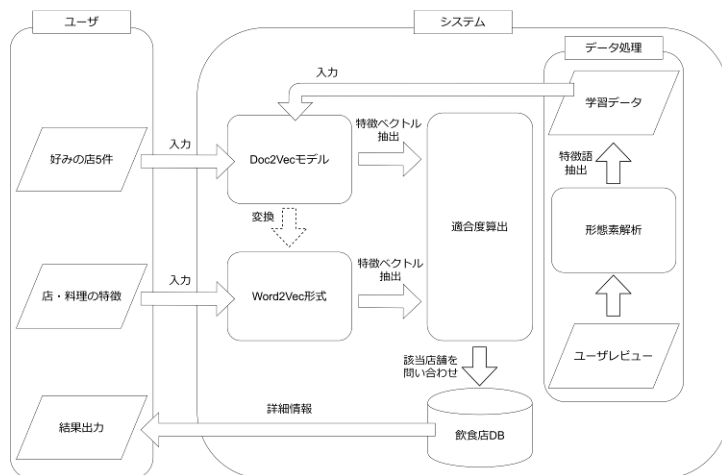 ユーザ
システム
データ処理
入力
学習データ
好みの店5件
入力
Doc2Vecモデル
特徴ベクトル
抽出
特徴語
抽出
適合度算出
形態素解析
変換
店・料理の特徴
入力
Word2Vec形式
特徴ベクトル
抽出
ユーザレビュー
該当店舗を
問い合わせ
結果出力
詳細情報
飲食店DB